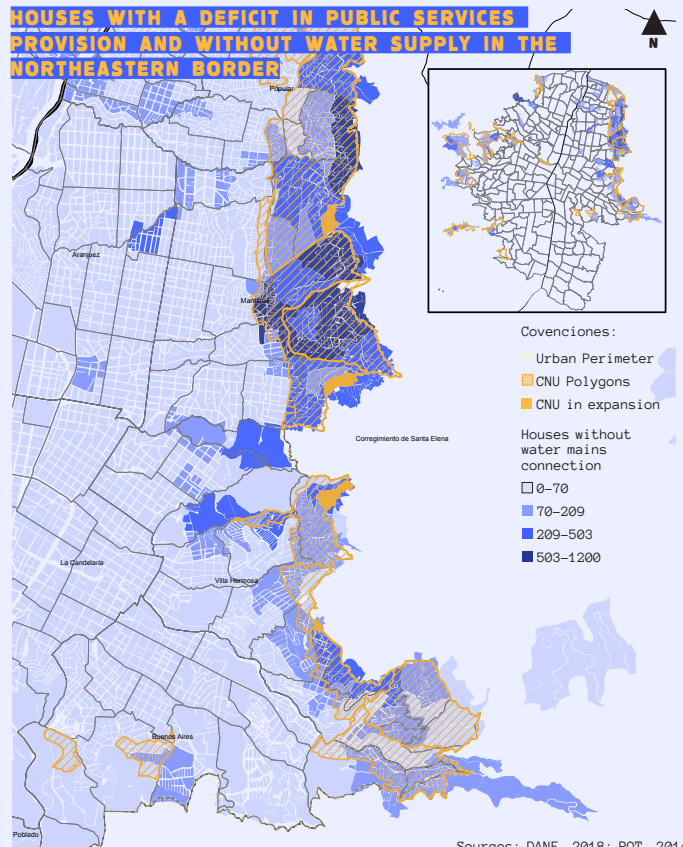 HOUSES WITH A DEFICIT IN PUBLIC SERVICES
PROVISION AND WITHOUT WATER SUPPLY IN THE
NORTHEASTERN BORDER
N
Popular
Aranjuez
Manrique
Corregimiento de Santa Elena
La Candelaria
Villa Hermosa
Buenos Aires
Poblado
Covenciones:
Urban Perimeter
CNU Polygons
CNU in expansion
Houses without
water mains
connection
0-70
70-209
209-503
503-1200
Sources: DANE, 2018; POT, 2014